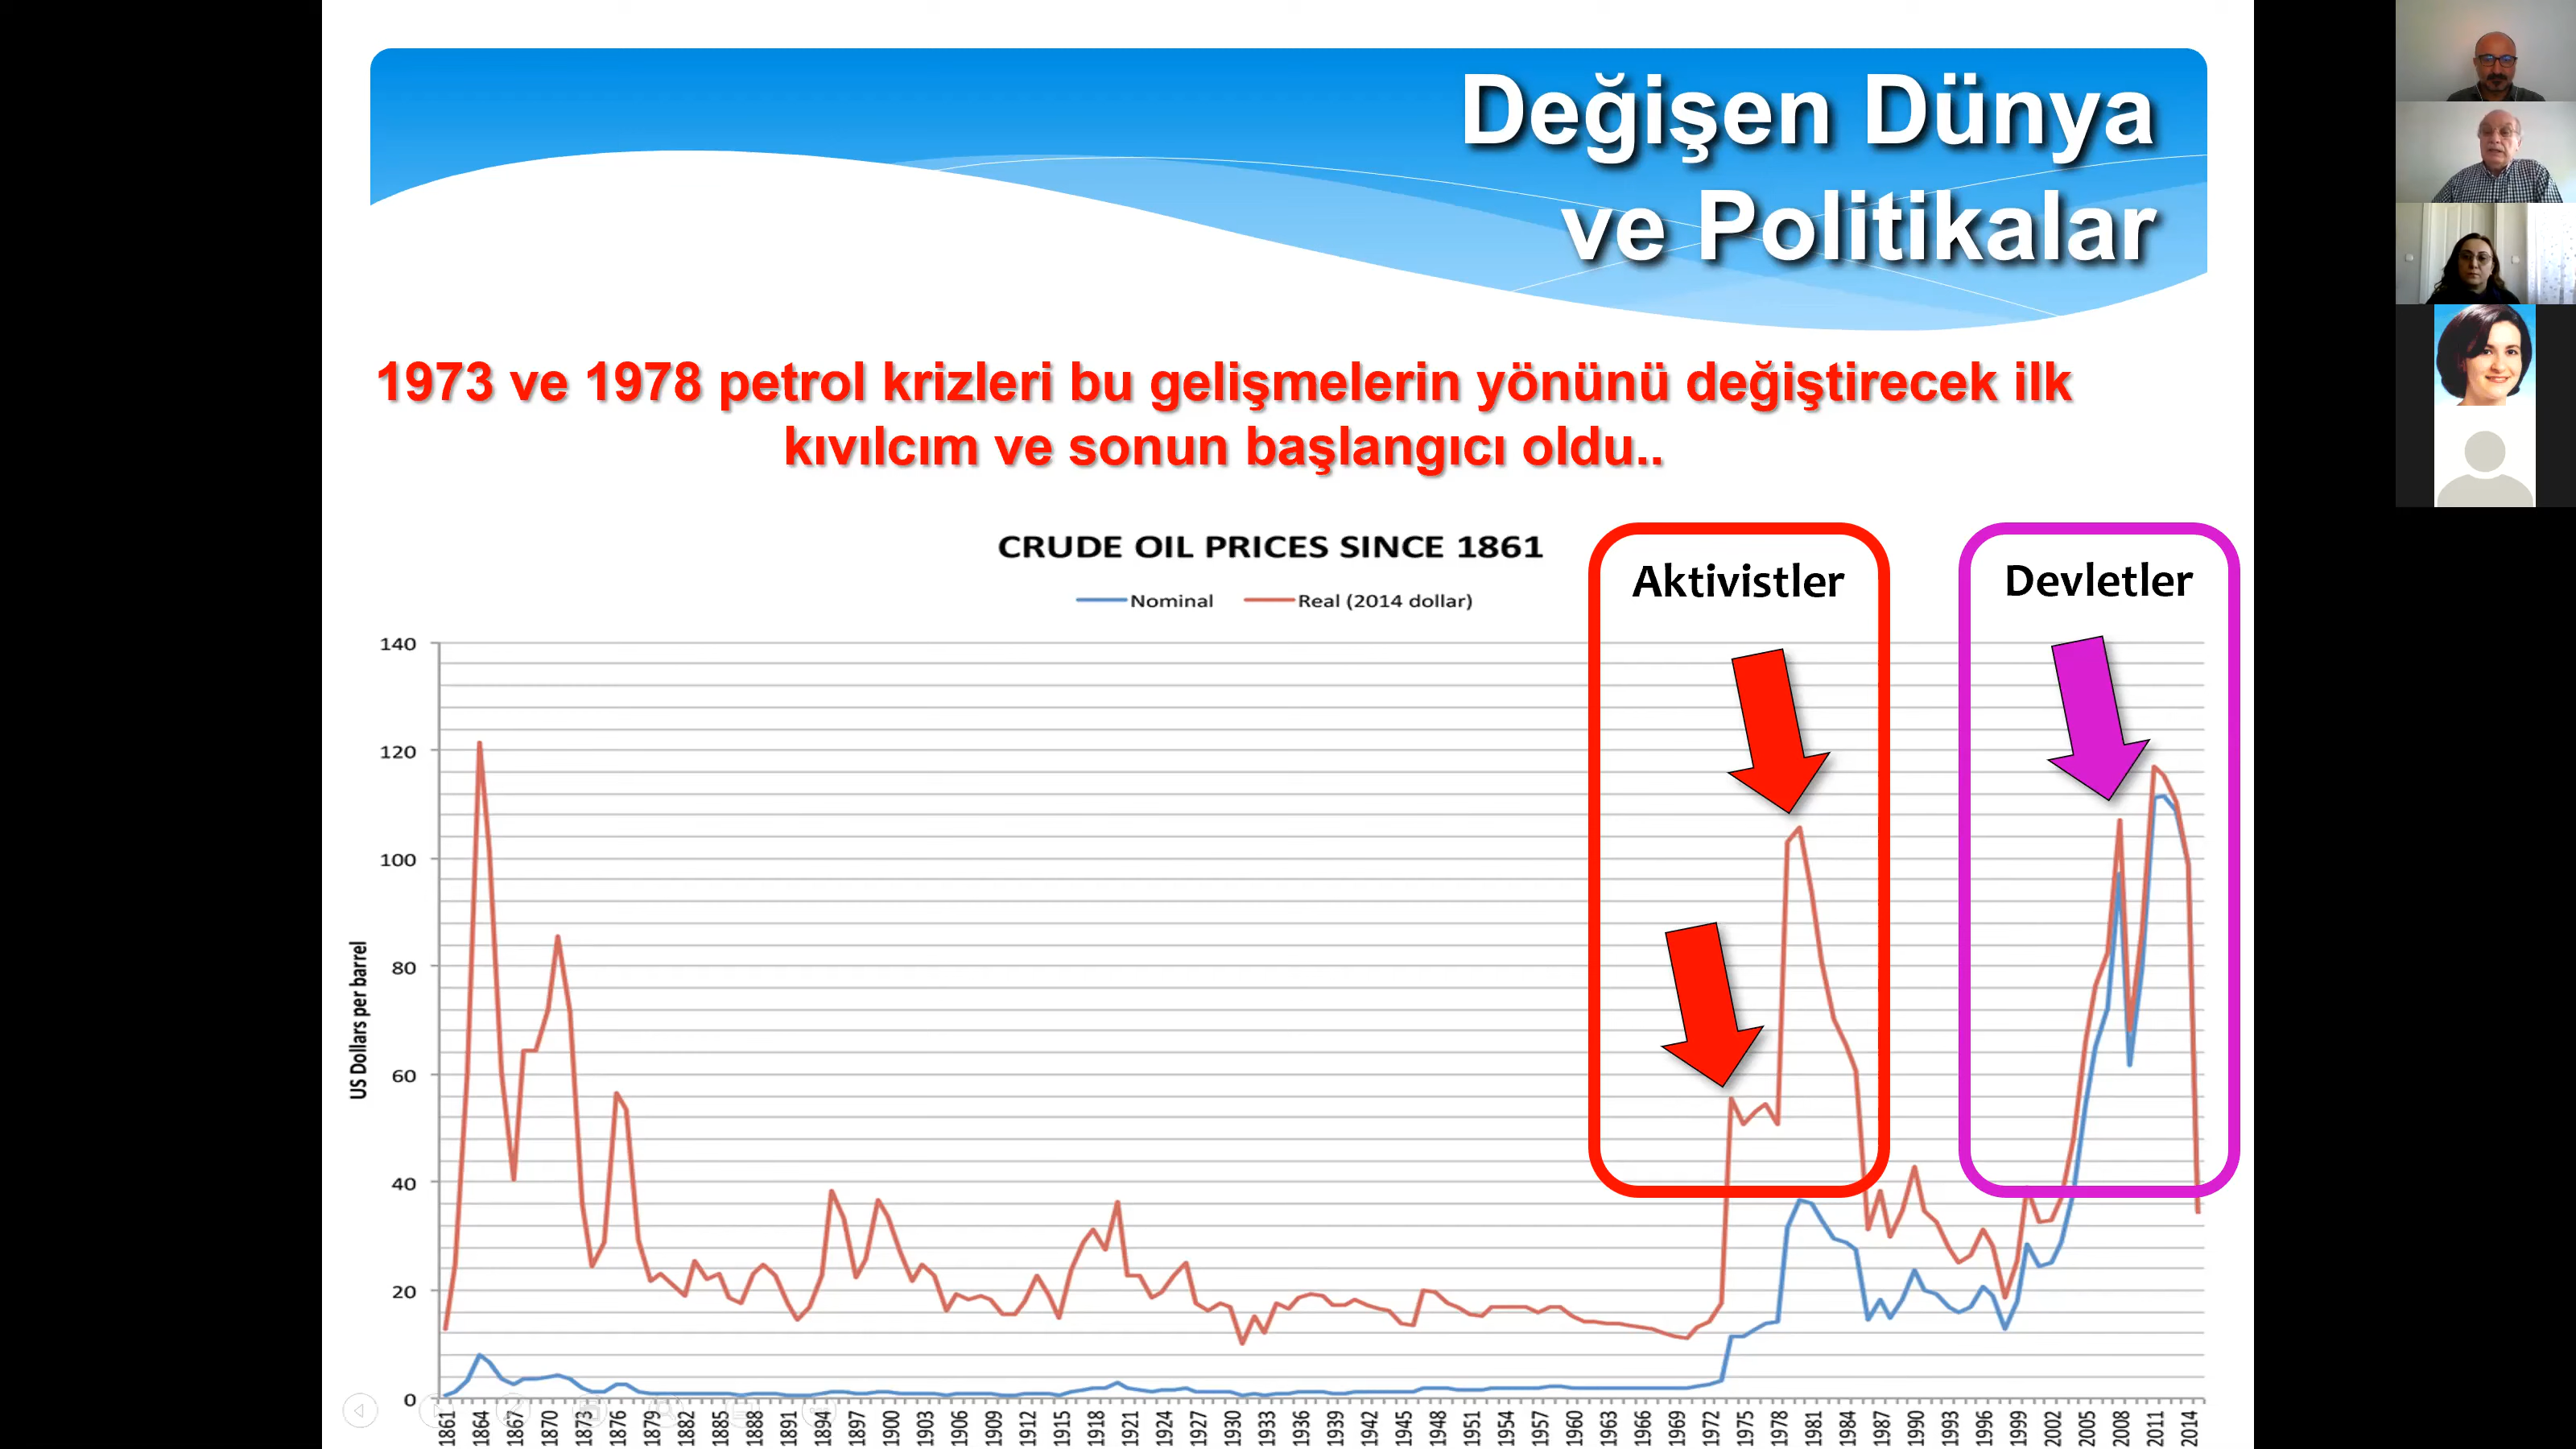 Değişen Dünya
ve Politikalar
1973 ve 1978 petrol krizleri bu gelişmelerin yönünü değiştirecek ilk
kıvılcım ve sonun başlangıcı oldu..
CRUDE OIL PRICES SINCE 1861
Nominal Real (2014 dollar)
Aktivistler
Devletler
US Dollars per barrel
140
120
100
80
60
40
20
0
1861 1864 1867 1870 1873 1876 1879 1882 1885 1888 1891 1894 1897 1900 1903 1906 1909 1912 1915 1918 1921 1924 1927 1930 1933 1936 1939 1942 1945 1948 1951 1954 1957 1960 1963 1966 1969 1972 1975 1978 1981 1984 1987 1990 1993 1996 1999 2002 2005 2008 2011 2014